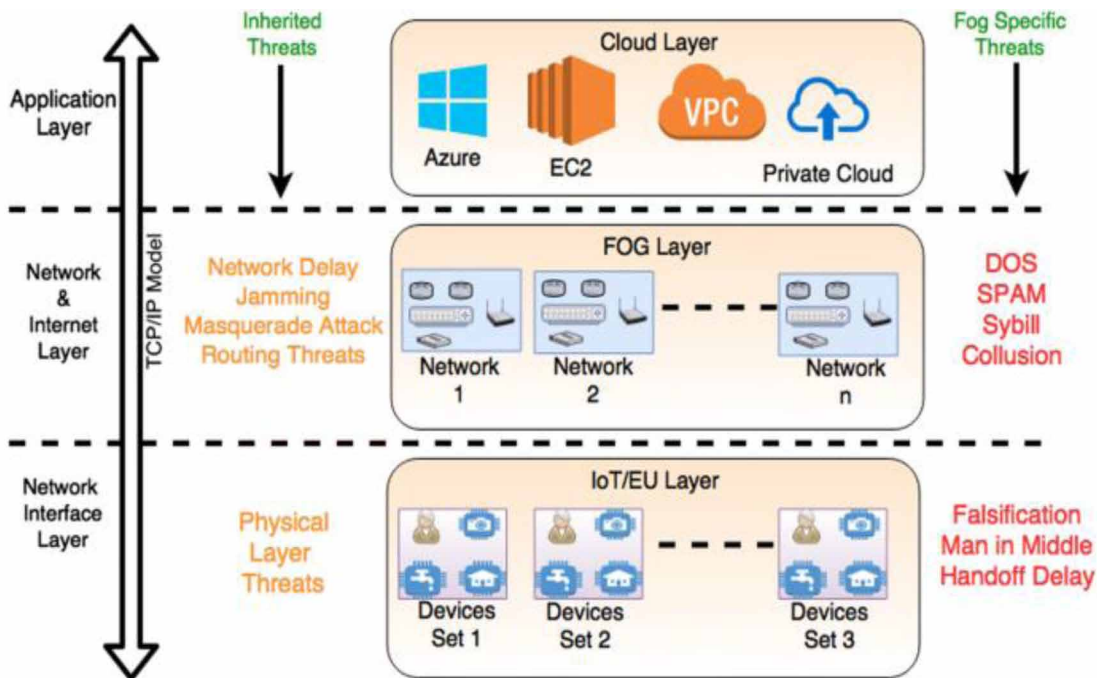 Inherited
Threats
Fog Specific
Threats
Application
Layer
Cloud Layer
Azure
EC2
VPC
Private Cloud
TCP/IP Model
Network
&
Internet
Layer
Network Delay
Jamming
Masquerade Attack
Routing Threats
FOG Layer
Network
1
Network
2
Network
n
DOS
SPAM
Sybill
Collusion
Network
Interface
Layer
Physical
Layer
Threats
IoT/EU Layer
Devices
Set 1
Devices
Set 2
Devices
Set 3
Falsification
Man in Middle
Handoff Delay